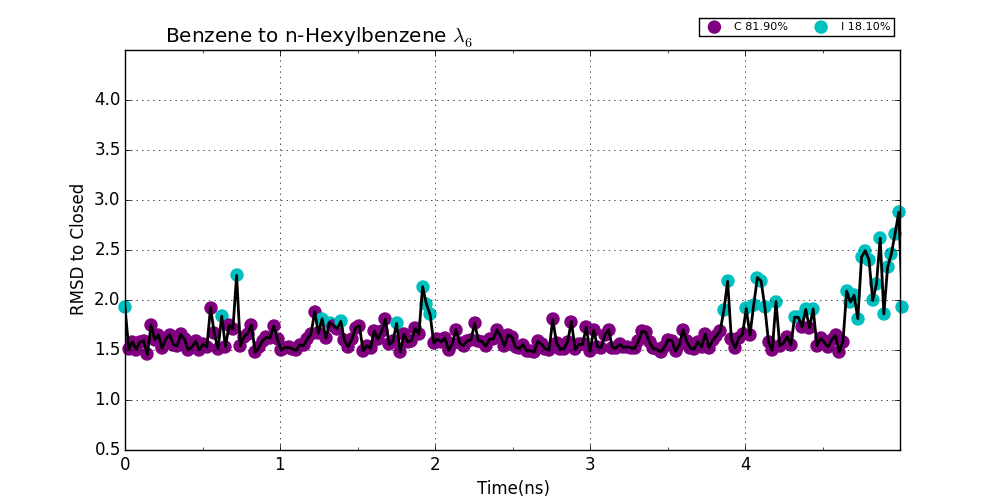 Benzene to n-Hexylbenzene λ₆
C 81.90%
I 18.10%
RMSD to Closed
4.0
3.5
3.0
2.5
2.0
1.5
1.0
0.5
0 1 2 3 4
Time(ns)